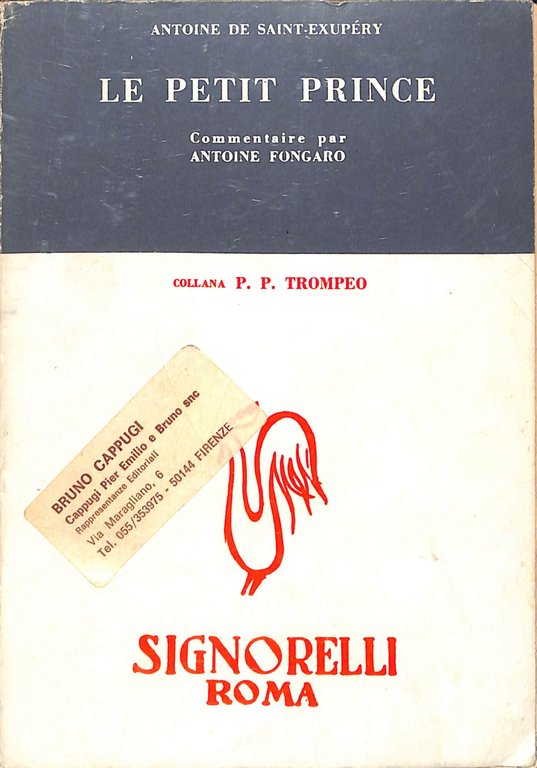 ANTOINE DE SAINT-EXUPÉRY
LE PETIT PRINCE
Commentaire par
ANTOINE FONGARO
COLLANA P. P. TROMPEO
BRUNO CAPPUGI
Cappugi Pier Emilio e Bruno snc
Rappresentanze Editoriali
Via Maragliano, 6
Tel. 055/353975 - 50144 FIRENZE
SIGNORELLI
ROMA